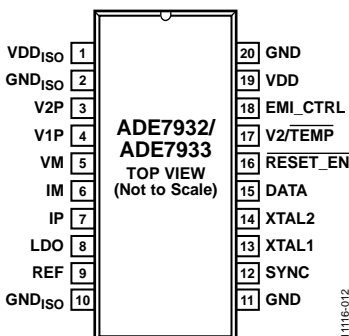 VDDISO 1
GNDISO 2
V2P 3
V1P 4
VM 5
IM 6
IP 7
LDO 8
REF 9
GNDISO 10
ADE7932/
ADE7933
TOP VIEW
(Not to Scale)
20 GND
19 VDD
18 EMI_CTRL
17 V2/TEMP
16 RESET_EN
15 DATA
14 XTAL2
13 XTAL1
12 SYNC
11 GND
11116-012